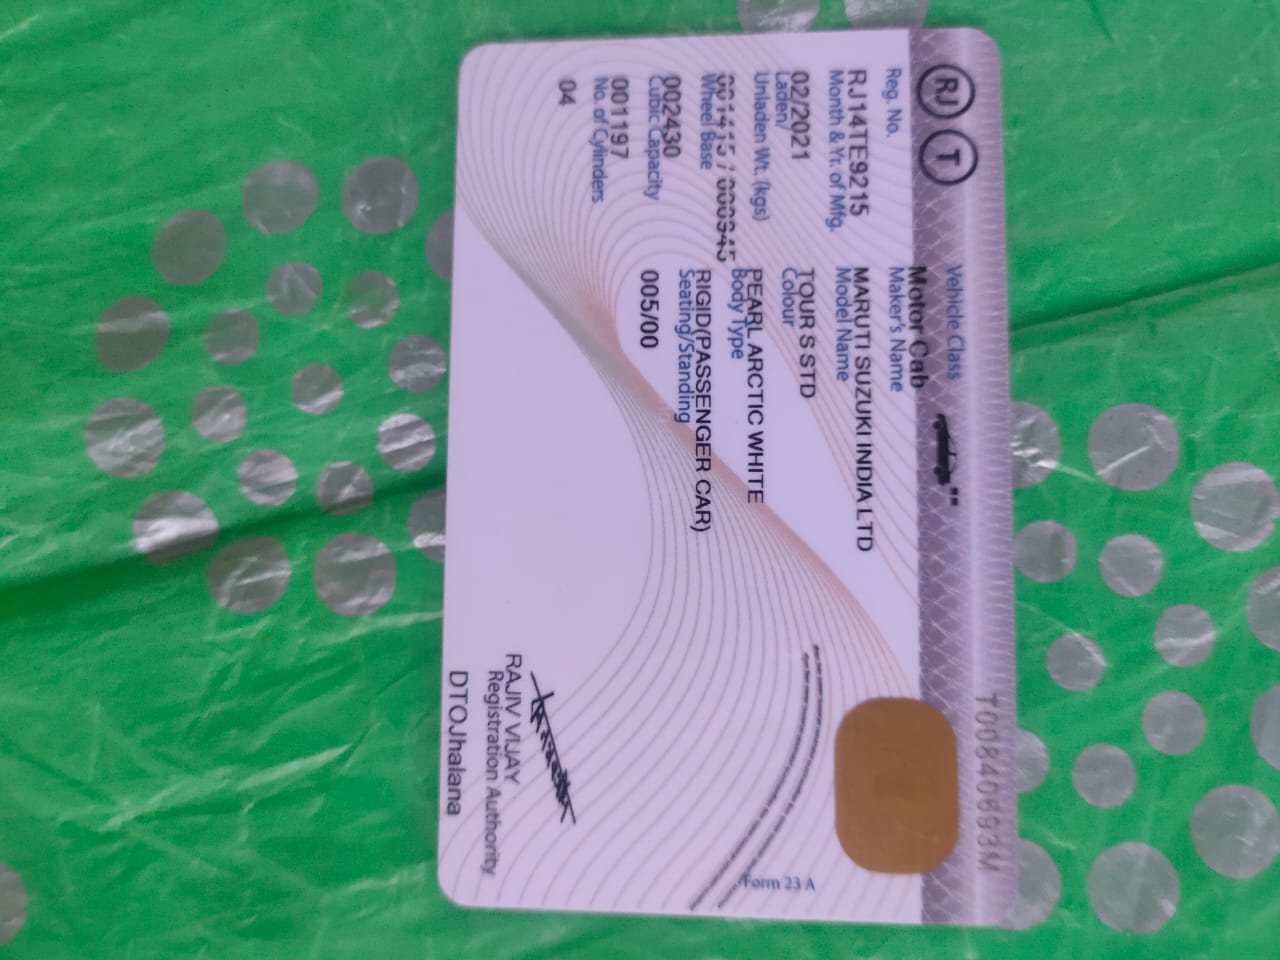 RJ T
Vehicle Class
Motor Cab
T00840693M
Reg. No.
RJ14TE9215
Maker's Name
MARUTI SUZUKI INDIA LTD
Month & Yr. of Mfg.
02/2021
Model Name
TOUR S STD
Laden/
Unladen Wt. (kgs)
001415 / 000945
Colour
PEARL ARCTIC WHITE
Wheel Base
002430
Body Type
RIGID(PASSENGER CAR)
Cubic Capacity
001197
Seating/Standing
005/00
No. of Cylinders
04
Form 23 A
RAJIV VIJAY
Registration Authority
DTOJhalana